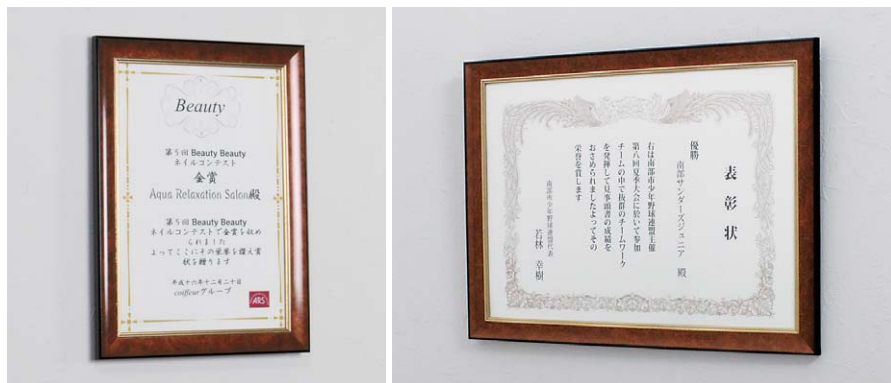 Beauty
第5回 Beauty Beauty
ネイルコンテスト
金賞
Aqua Relaxation Salon殿
第5回 Beauty Beauty
ネイルコンテストで金賞を収め
られました
よってここにその栄誉を讃え賞
状を贈ります
平成十六年十二月二十日
coiffeurグループ
ARS
表彰状
優勝
南部サンダーズジュニア 殿
右は南部市少年野球連盟主催
第八回夏季大会に於いて参加
チームの中で抜群のチームワーク
を発揮して見事頭書の成績を
おさめられましたよってその
栄誉を賞します
南部市少年野球連盟代表
若林 幸樹